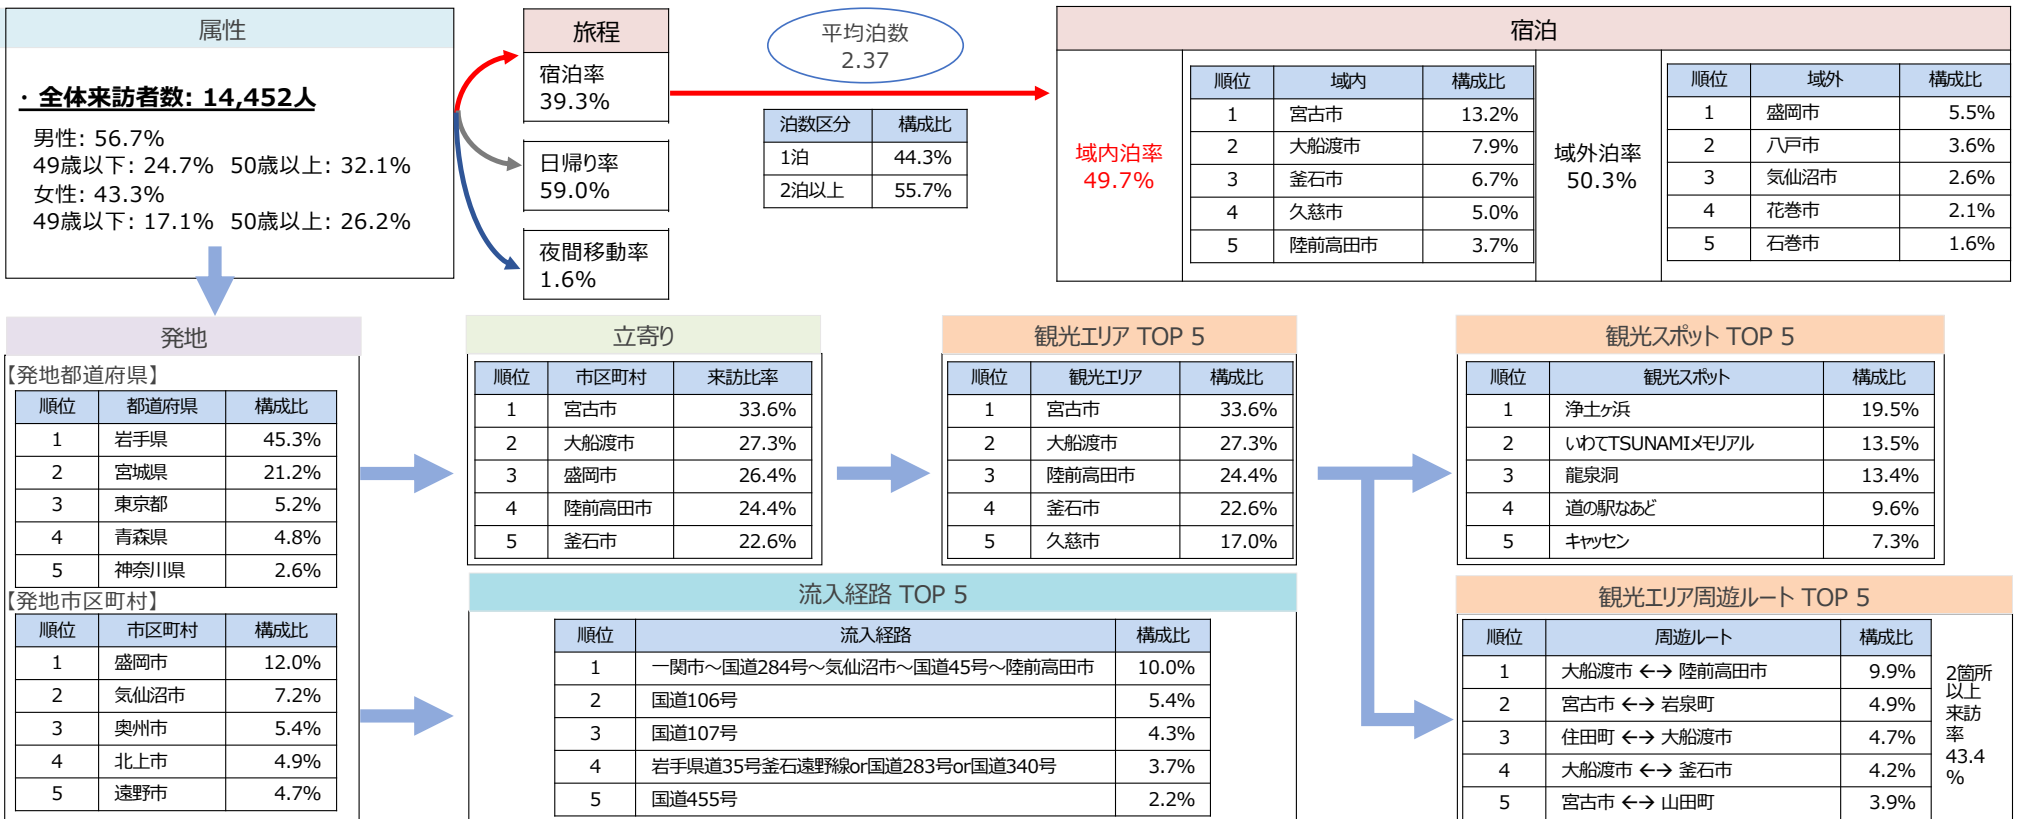 属性
・全体来訪者数: 14,452人
男性: 56.7%
49歳以下: 24.7% 50歳以上: 32.1%
女性: 43.3%
49歳以下: 17.1% 50歳以上: 26.2%
旅程
宿泊率
39.3%
日帰り率
59.0%
夜間移動率
1.6%
平均泊数
2.37
泊数区分 構成比
1泊 44.3%
2泊以上 55.7%
宿泊
域内泊率
49.7%
順位 域内 構成比
1 宮古市 13.2%
2 大船渡市 7.9%
3 釜石市 6.7%
4 久慈市 5.0%
5 陸前高田市 3.7%
域外泊率
50.3%
順位 域外 構成比
1 盛岡市 5.5%
2 八戸市 3.6%
3 気仙沼市 2.6%
4 花巻市 2.1%
5 石巻市 1.6%
発地
【発地都道府県】
順位 都道府県 構成比
1 岩手県 45.3%
2 宮城県 21.2%
3 東京都 5.2%
4 青森県 4.8%
5 神奈川県 2.6%
【発地市区町村】
順位 市区町村 構成比
1 盛岡市 12.0%
2 気仙沼市 7.2%
3 奥州市 5.4%
4 北上市 4.9%
5 遠野市 4.7%
立寄り
順位 市区町村 来訪比率
1 宮古市 33.6%
2 大船渡市 27.3%
3 盛岡市 26.4%
4 陸前高田市 24.4%
5 釜石市 22.6%
観光エリア TOP 5
順位 観光エリア 構成比
1 宮古市 33.6%
2 大船渡市 27.3%
3 陸前高田市 24.4%
4 釜石市 22.6%
5 久慈市 17.0%
観光スポット TOP 5
順位 観光スポット 構成比
1 浄土ヶ浜 19.5%
2 いわてTSUNAMIメモリアル 13.5%
3 龍泉洞 13.4%
4 道の駅なあど 9.6%
5 キャッセン 7.3%
流入経路 TOP 5
順位 流入経路 構成比
1 一関市～国道284号～気仙沼市～国道45号～陸前高田市 10.0%
2 国道106号 5.4%
3 国道107号 4.3%
4 岩手県道35号釜石遠野線or国道283号or国道340号 3.7%
5 国道455号 2.2%
観光エリア周遊ルート TOP 5
順位 周遊ルート 構成比
1 大船渡市 ←→ 陸前高田市 9.9%
2 宮古市 ←→ 岩泉町 4.9%
3 住田町 ←→ 大船渡市 4.7%
4 大船渡市 ←→ 釜石市 4.2%
5 宮古市 ←→ 山田町 3.9%
2箇所
以上
来訪
率
43.4
%